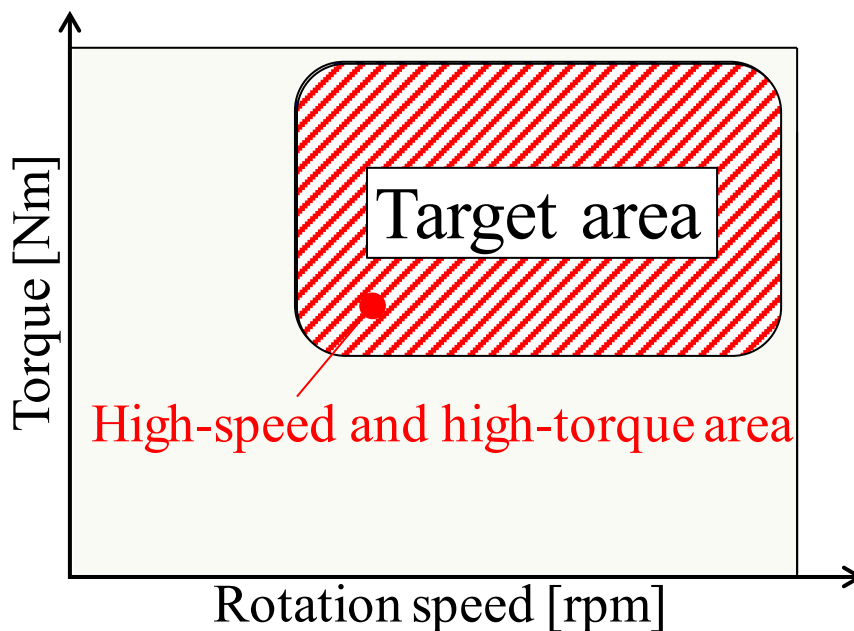 Torque [Nm]
Target area
High-speed and high-torque area
Rotation speed [rpm]